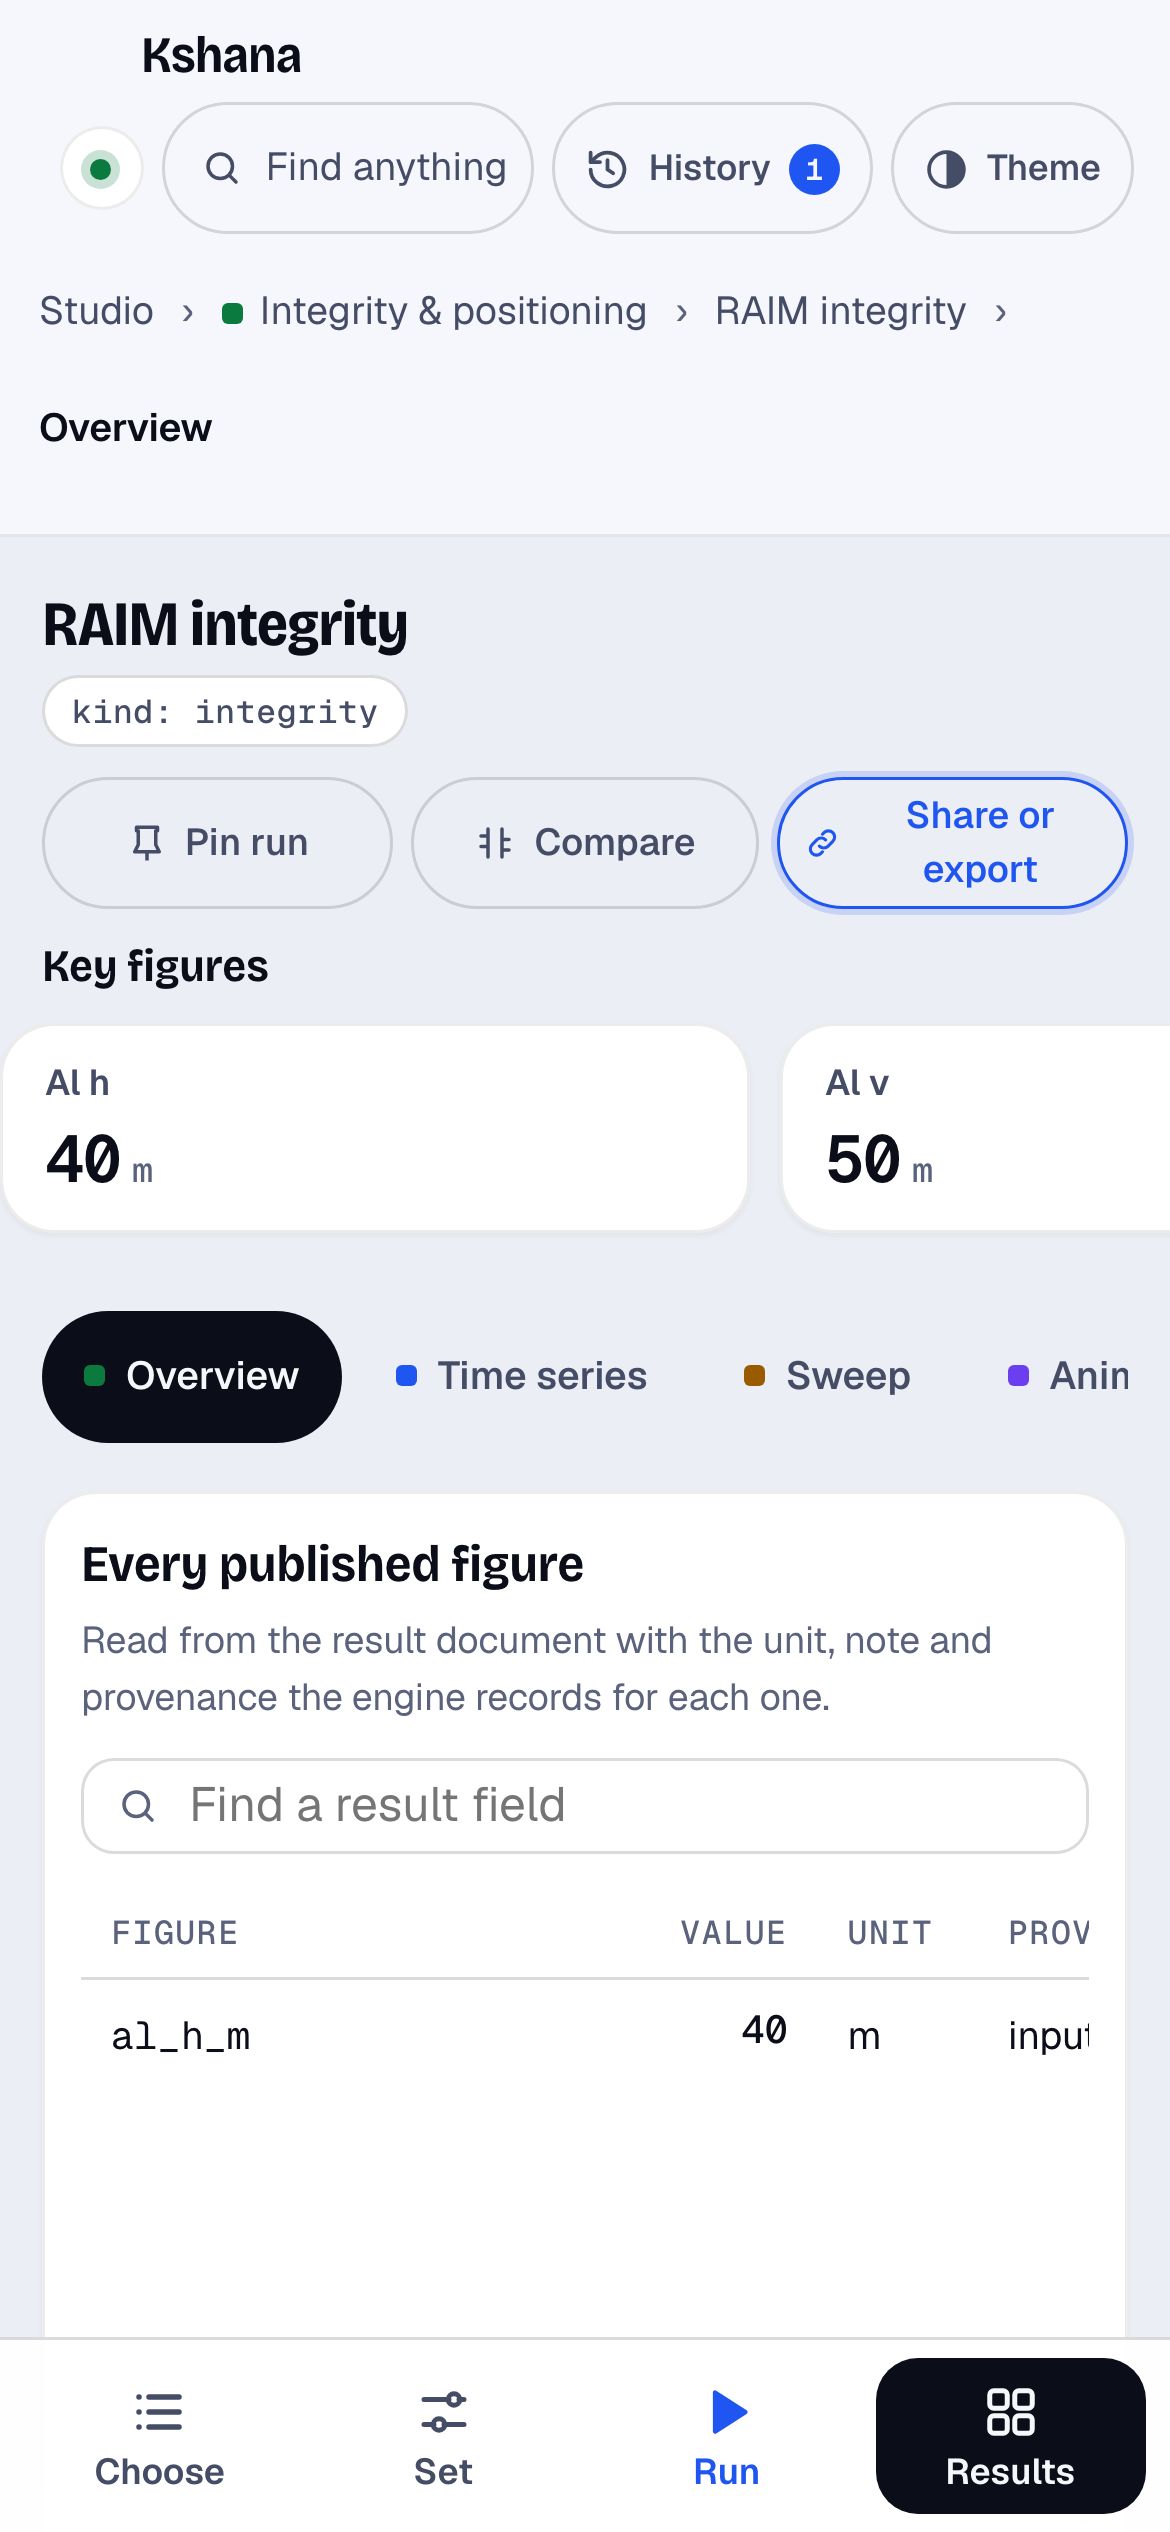 Kshana
Find anything
History 1
Theme
Studio › Integrity & positioning › RAIM integrity ›
Overview
RAIM integrity
kind: integrity
Pin run
Compare
Share or
export
Key figures
Al h
40 m
Al v
50 m
Overview
Time series
Sweep
Every published figure
Read from the result document with the unit, note and
provenance the engine records for each one.
Find a result field
FIGURE VALUE UNIT
al_h_m 40 m
Choose
Set
Run
Results